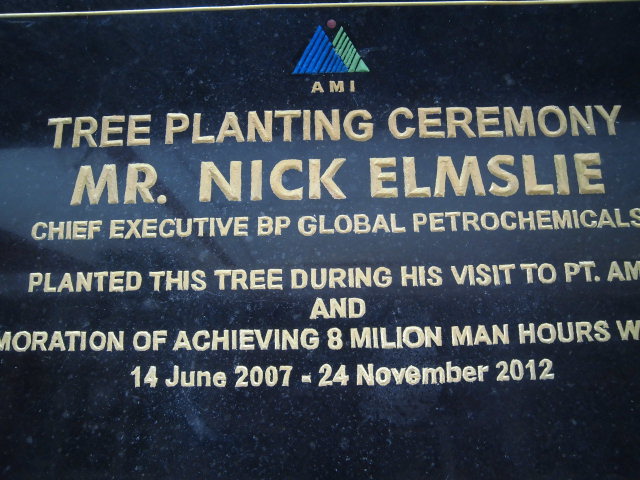 AMI
TREE PLANTING CEREMONY
MR. NICK ELMSLIE
CHIEF EXECUTIVE BP GLOBAL PETROCHEMICALS
PLANTED THIS TREE DURING HIS VISIT TO PT. AM
AND
MORATION OF ACHIEVING 8 MILION MAN HOURS W
14 June 2007 - 24 November 2012